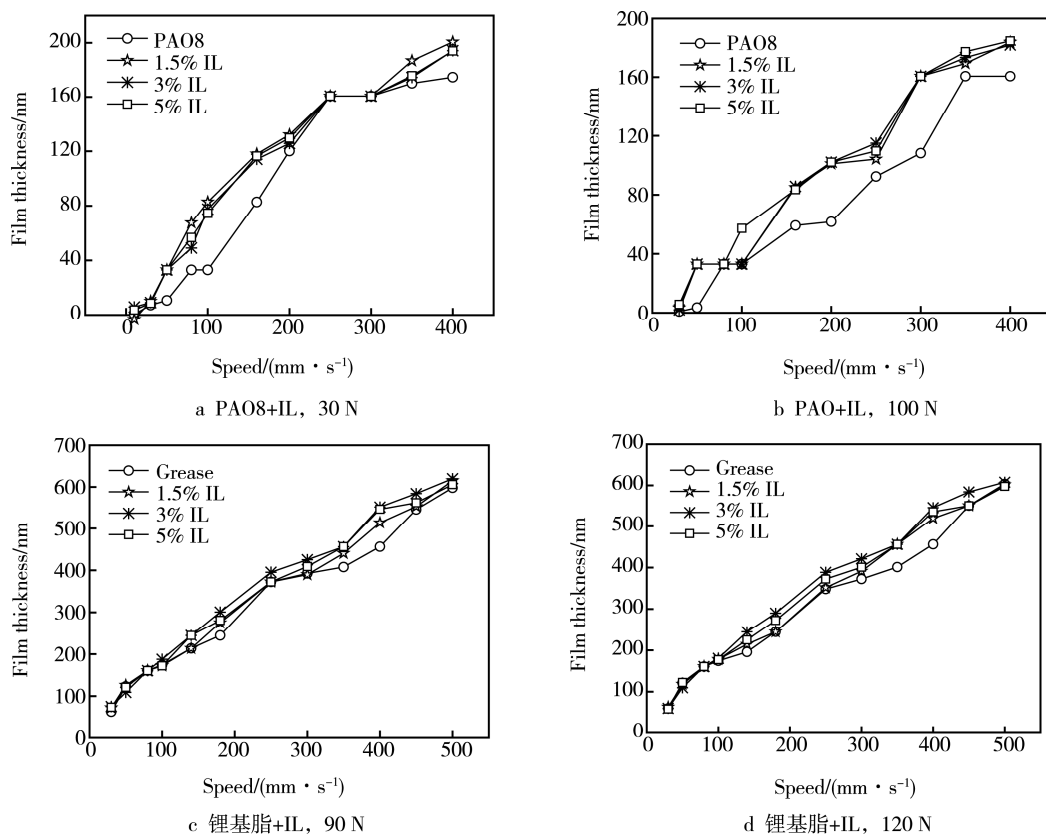 200
160
120
80
40
0
Film thickness/nm
PAO8
1.5% IL
3% IL
5% IL
0 100 200 300 400
Speed/(mm·s⁻¹)
a PAO8+IL, 30 N
200
160
120
80
40
0
Film thickness/nm
PAO8
1.5% IL
3% IL
5% IL
0 100 200 300 400
Speed/(mm·s⁻¹)
b PAO+IL, 100 N
700
600
500
400
300
200
100
0
Film thickness/nm
Grease
1.5% IL
3% IL
5% IL
0 100 200 300 400 500
Speed/(mm·s⁻¹)
c 锂基脂+IL, 90 N
700
600
500
400
300
200
100
0
Film thickness/nm
Grease
1.5% IL
3% IL
5% IL
0 100 200 300 400 500
Speed/(mm·s⁻¹)
d 锂基脂+IL, 120 N